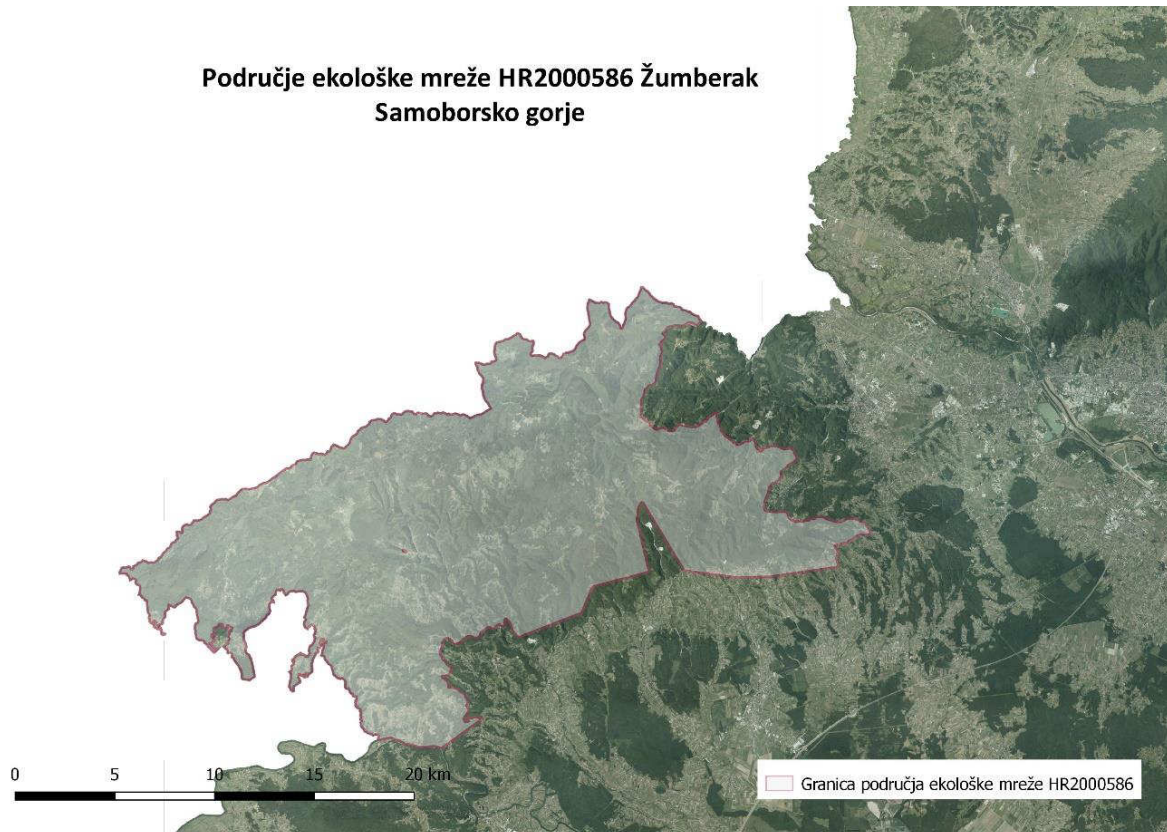 Područje ekološke mreže HR2000586 Žumberak
Samoborsko gorje
0 5 10 15 20 km
Granica područja ekološke mreže HR2000586